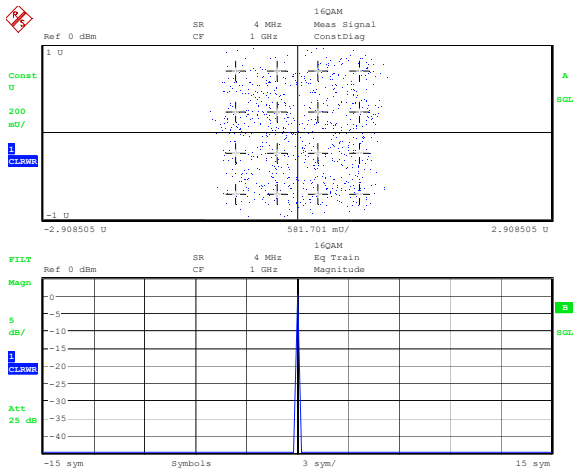 R S
16QAM
SR 4 MHz Meas Signal
Ref 0 dBm CF 1 GHz ConstDiag
1 U
Const
U
200
mU/
1
CLRWR
A
SGL
-1 U
-2.908505 U 581.701 mU/ 2.908505 U
16QAM
FILT SR 4 MHz Eq Train
Ref 0 dBm CF 1 GHz Magnitude
Magn
0
5
dB/
-5
-10
-15
-20
-25
-30
-35
-40
1
CLRWR
Att
25 dB
B
SGL
-15 sym Symbols 3 sym/ 15 sym